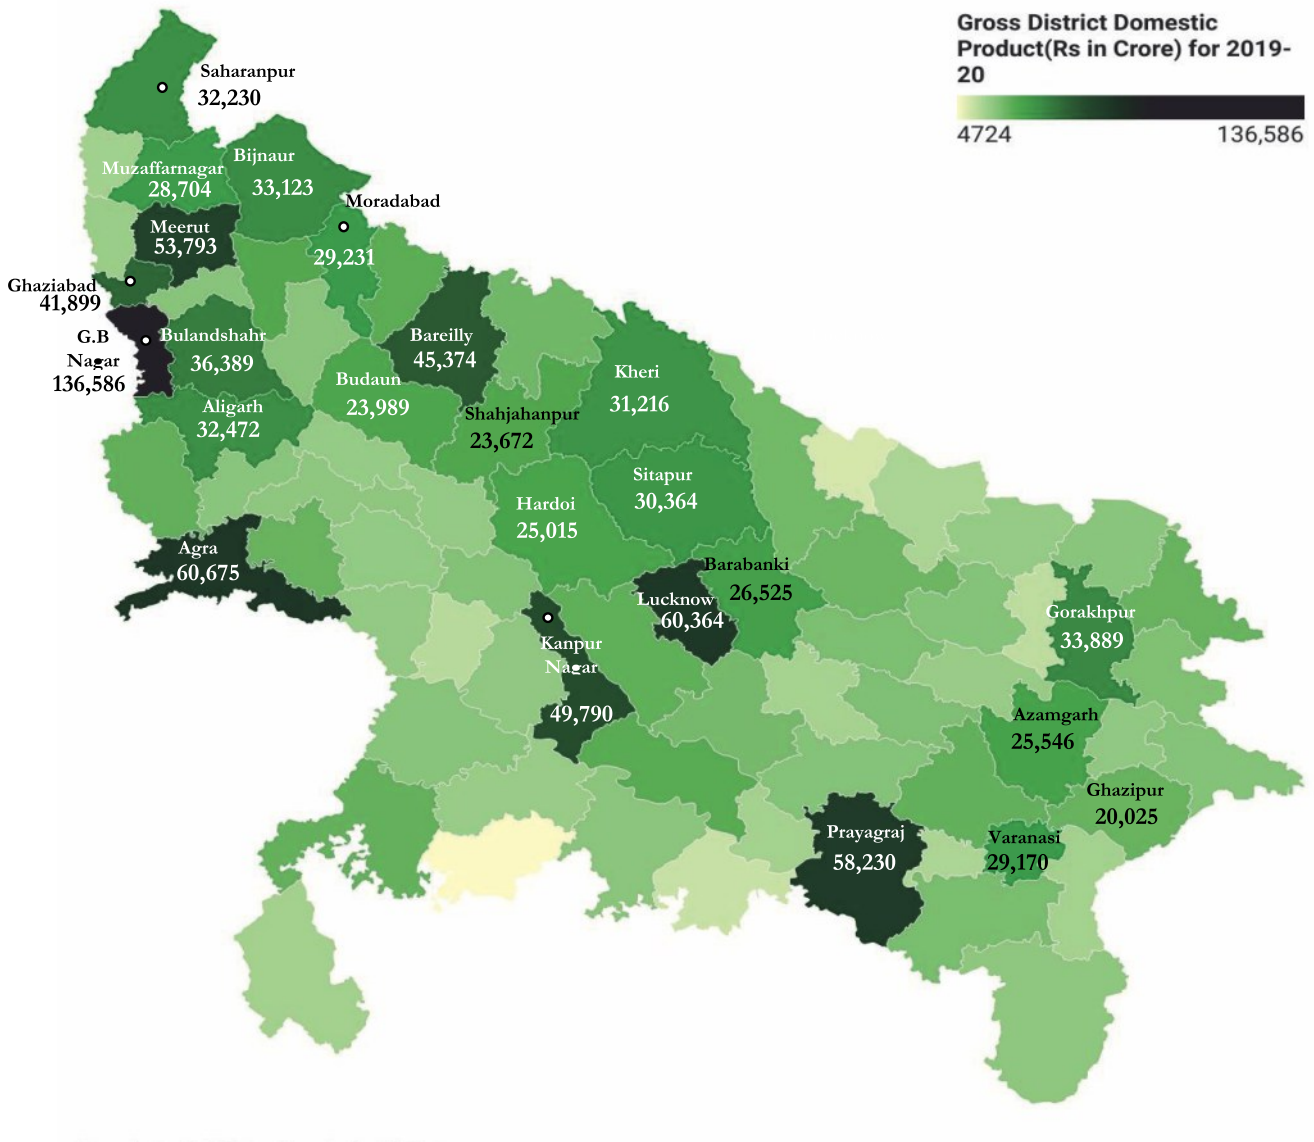 Gross District Domestic
Product(Rs in Crore) for 2019-
20
4724 136,586
Saharanpur
32,230
Muzaffarnagar
28,704
Bijnaur
33,123
Moradabad
29,231
Meerut
53,793
Ghaziabad
41,899
G.B
Nagar
136,586
Bulandshahr
36,389
Bareilly
45,374
Kheri
31,216
Budaun
23,989
Aligarh
32,472
Shahjahanpur
23,672
Sitapur
30,364
Hardoi
25,015
Agra
60,675
Barabanki
26,525
Lucknow
60,364
Gorakhpur
33,889
Kanpur
Nagar
49,790
Azamgarh
25,546
Ghazipur
20,025
Prayagraj
58,230
Varanasi
29,170